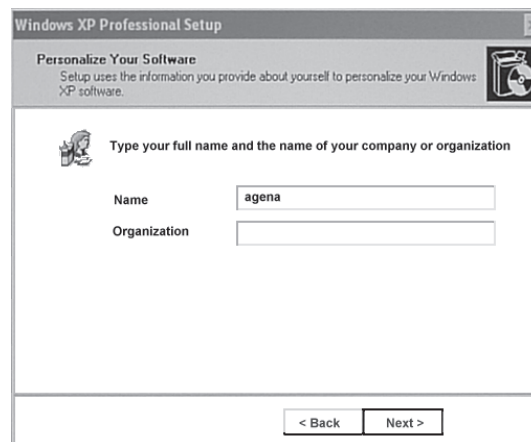 Windows XP Professional Setup
Personalize Your Software
Setup uses the information you provide about yourself to personalize your Windows
XP software.
Type your full name and the name of your company or organization
Name
agena
Organization
< Back
Next >